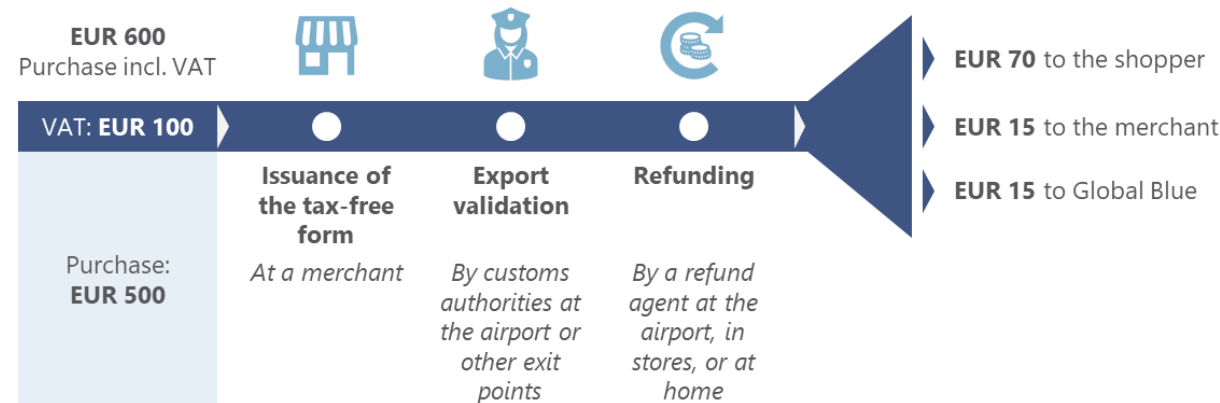 EUR 600
Purchase incl. VAT
VAT: EUR 100
Purchase:
EUR 500
Issuance of
the tax-free
form
At a merchant
Export
validation
By customs
authorities at
the airport or
other exit
points
Refunding
By a refund
agent at the
airport, in
stores, or at
home
EUR 70 to the shopper
EUR 15 to the merchant
EUR 15 to Global Blue